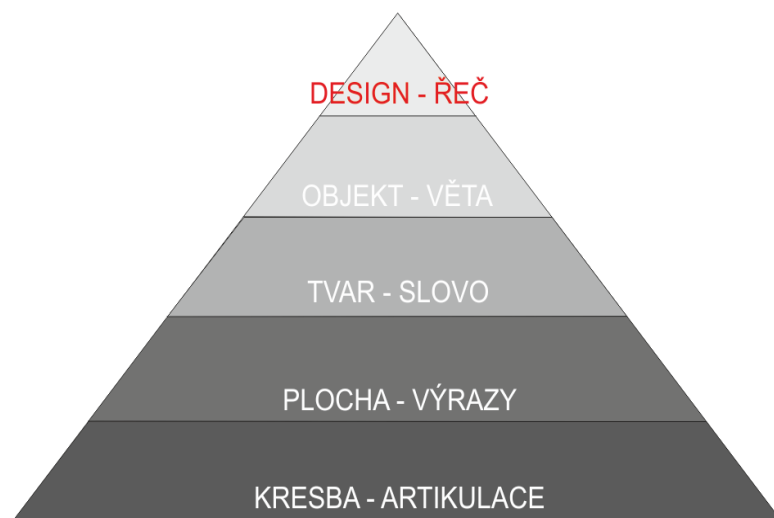 DESIGN - ŘEČ
OBJEKT - VĚTA
TVAR - SLOVO
PLOCHA - VÝRAZY
KRESBA - ARTIKULACE